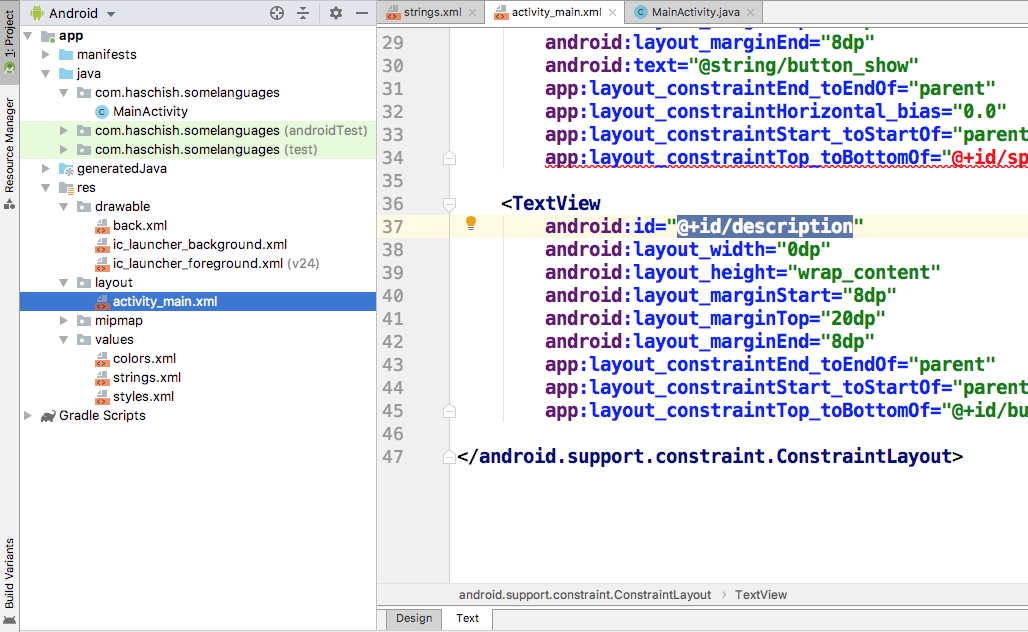 1: Project
Resource Manager
Build Variants
Android
app
manifests
java
com.haschish.somelanguages
MainActivity
com.haschish.somelanguages (androidTest)
com.haschish.somelanguages (test)
generatedJava
res
drawable
back.xml
ic_launcher_background.xml
ic_launcher_foreground.xml (v24)
layout
activity_main.xml
mipmap
values
colors.xml
strings.xml
styles.xml
Gradle Scripts
strings.xml
activity_main.xml
MainActivity.java
29 android:layout_marginEnd="8dp"
30 android:text="@string/button_show"
31 app:layout_constraintEnd_toEndOf="parent"
32 app:layout_constraintHorizontal_bias="0.0"
33 app:layout_constraintStart_toStartOf="parent
34 app:layout_constraintTop_toBottomOf="@+id/sp
35
36 <TextView
37 android:id="@+id/description"
38 android:layout_width="0dp"
39 android:layout_height="wrap_content"
40 android:layout_marginStart="8dp"
41 android:layout_marginTop="20dp"
42 android:layout_marginEnd="8dp"
43 app:layout_constraintEnd_toEndOf="parent"
44 app:layout_constraintStart_toStartOf="parent
45 app:layout_constraintTop_toBottomOf="@+id/bu
46
47 </android.support.constraint.ConstraintLayout>
android.support.constraint.ConstraintLayout › TextView
Design Text